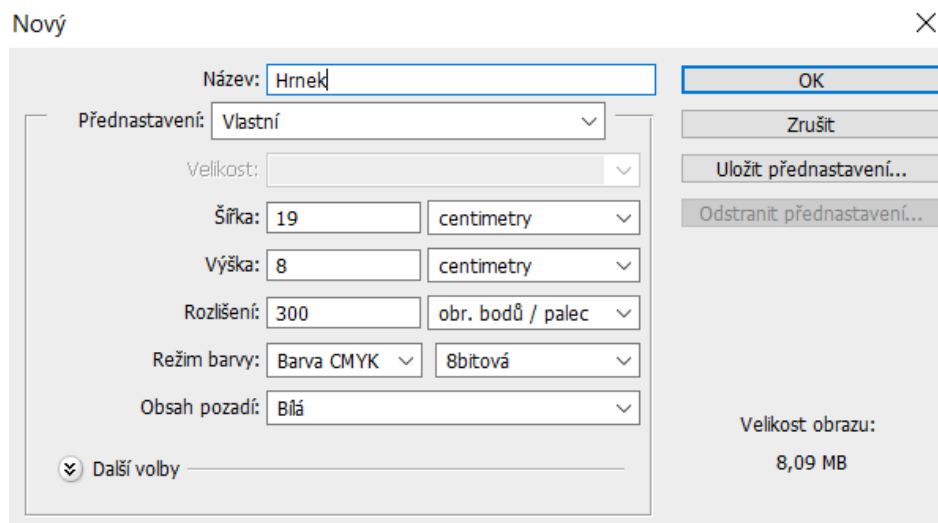 Nový
Název: Hrnek
OK
Přednastavení: Vlastní
Zrušit
Velikost:
Uložit přednastavení...
Šířka: 19 centimetry
Odstranit přednastavení...
Výška: 8 centimetry
Rozlišení: 300 obr. bodů / palec
Režim barvy: Barva CMYK 8bitová
Obsah pozadí: Bílá
Velikost obrazu:
8,09 MB
Další volby